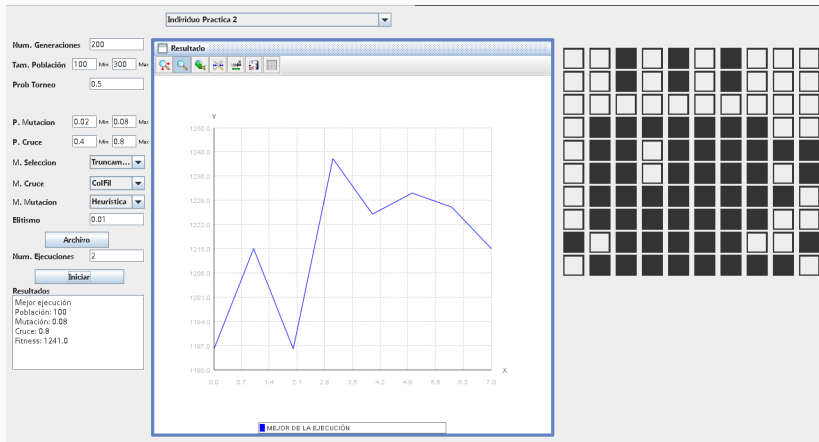 Individuo Practica 2
Num. Generaciones 200
Tam. Población 100 Min 300 Max
Prob Torneo 0.5
P. Mutacion 0.02 Min 0.08 Max
P. Cruce 0.4 Min 0.8 Max
M. Seleccion Truncam...
M. Cruce ColFil
M. Mutacion Heurística
Elitismo 0.01
Archivo
Num. Ejecuciones 2
Iniciar
Resultados
Mejor ejecución
Población: 100
Mutación: 0.08
Cruce: 0.8
Fitness: 1241.0
Resultado
Y
1250.0
1243.0
1236.0
1229.0
1222.0
1215.0
1208.0
1201.0
1194.0
1187.0
1180.0
X
0.0 0.7 1.4 2.1 2.8 3.5 4.2 4.9 5.6 6.3 7.0
MEJOR DE LA EJECUCIÓN